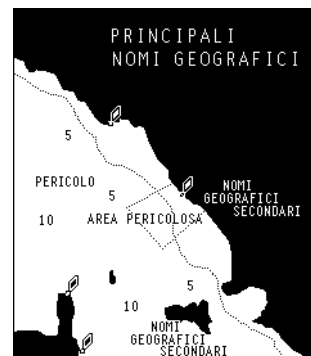 PRINCIPALI
NOMI GEOGRAFICI
5
PERICOLO
5
NOMI
GEOGRAFICI
SECONDARI
10
AREA PERICOLOSA
5
10
NOMI
GEOGRAFICI
SECONDARI